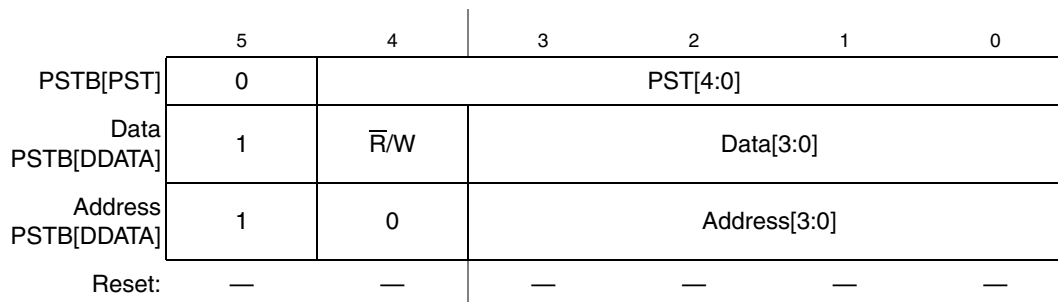 5 4 3 2 1 0
PSTB[PST] 0 PST[4:0]
Data
PSTB[DDATA] 1 R̅/W Data[3:0]
Address
PSTB[DDATA] 1 0 Address[3:0]
Reset: — — — — — —